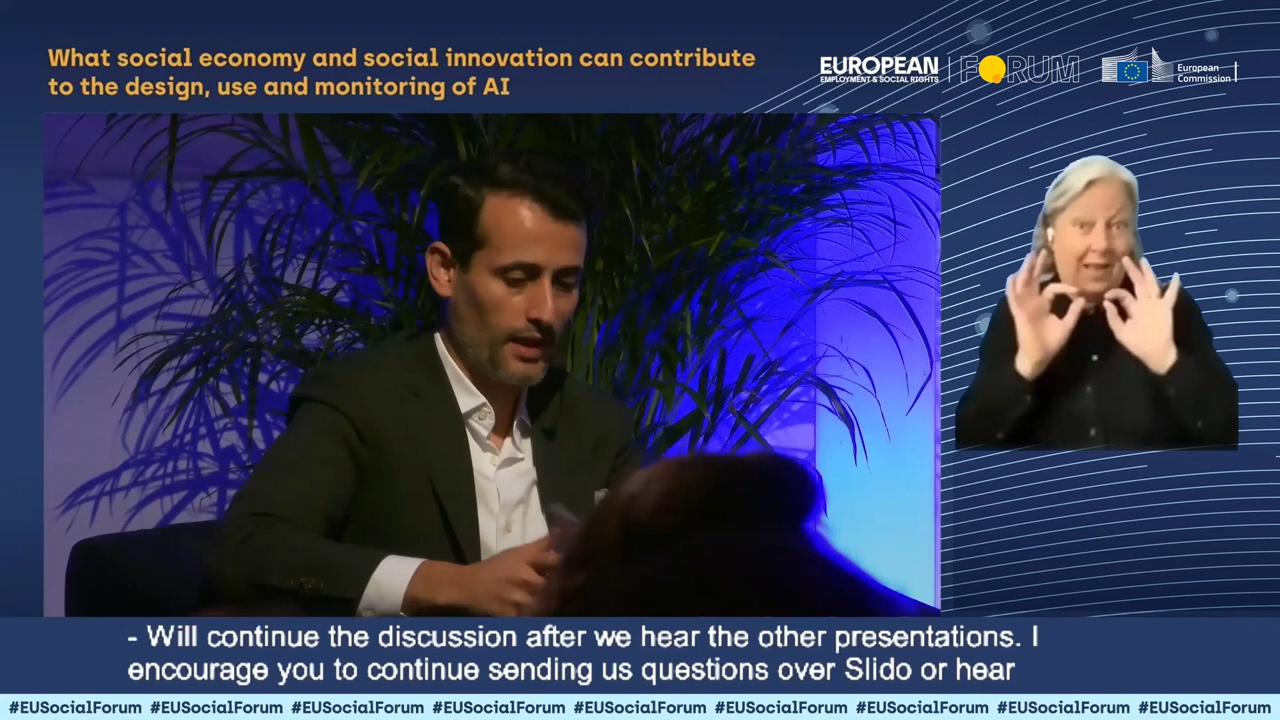 What social economy and social innovation can contribute
to the design, use and monitoring of AI
EUROPEAN
EMPLOYMENT & SOCIAL RIGHTS
FORUM
European
Commission
- Will continue the discussion after we hear the other presentations. I
encourage you to continue sending us questions over Slido or hear
#EUSocialForum #EUSocialForum #EUSocialForum #EUSocialForum #EUSocialForum #EUSocialForum #EUSocialForum #EUSocialForum #EUSocialForum